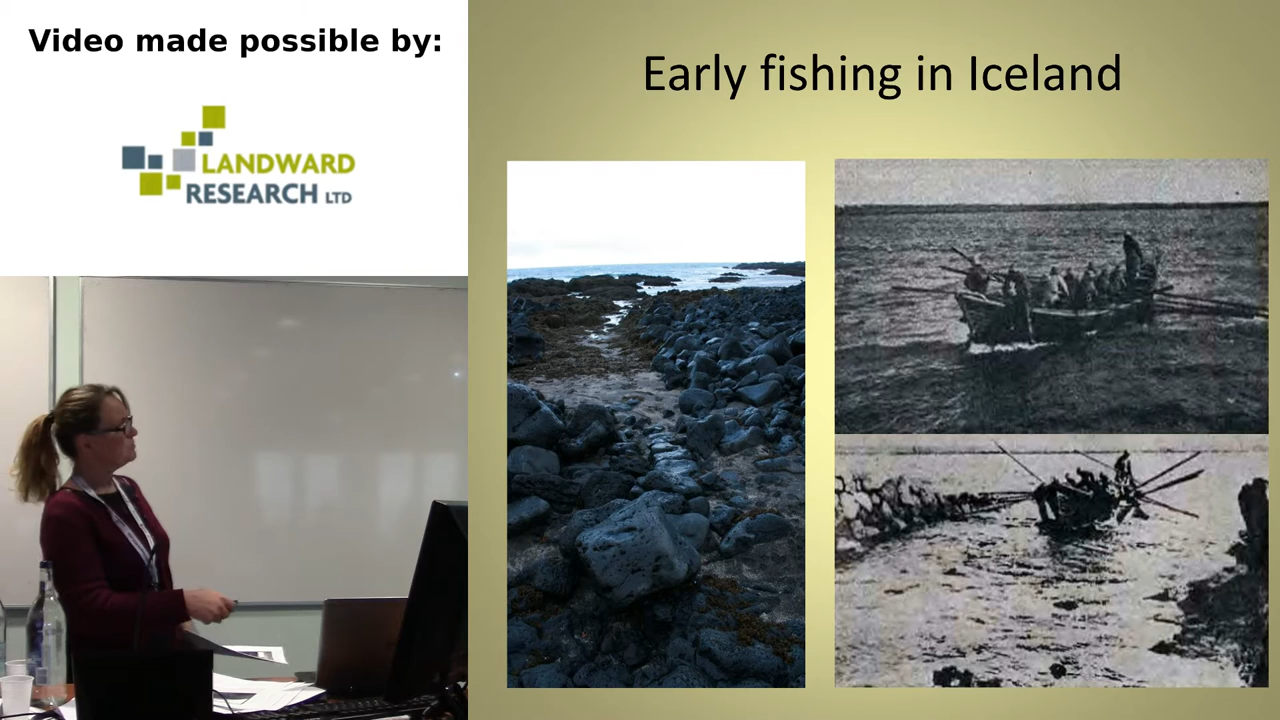 Video made possible by:
LANDWARD
RESEARCH LTD
Early fishing in Iceland